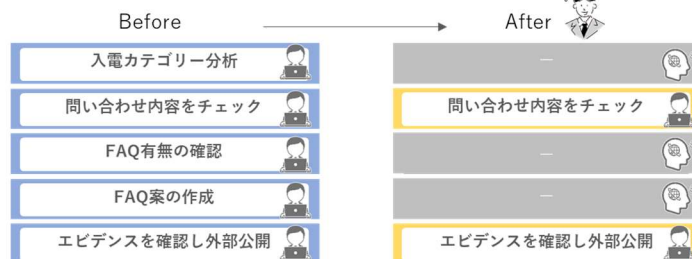 Before
After
入電カテゴリー分析
—
問い合わせ内容をチェック
問い合わせ内容をチェック
FAQ有無の確認
—
FAQ案の作成
—
エビデンスを確認し外部公開
エビデンスを確認し外部公開